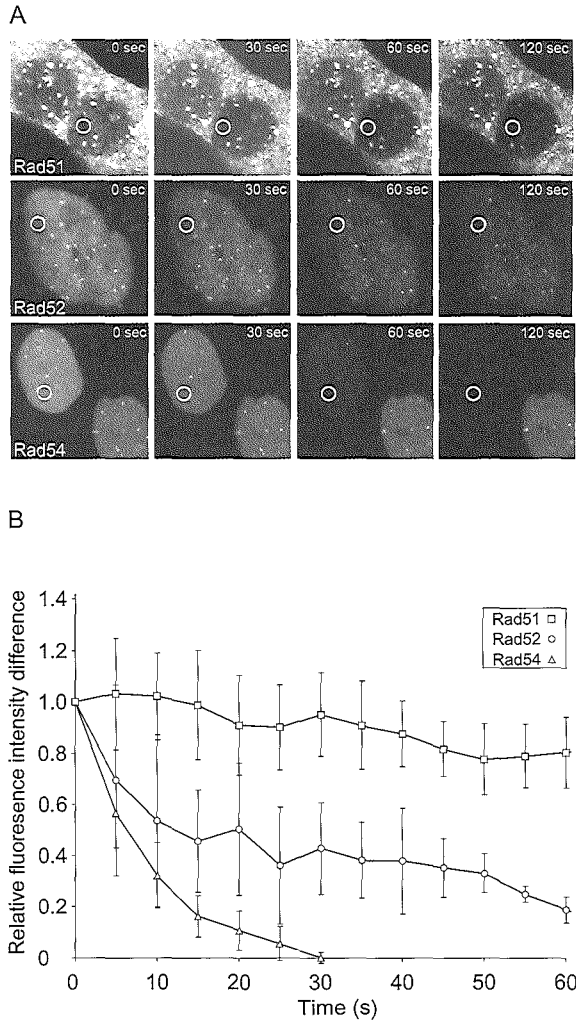 A
0 sec 30 sec 60 sec 120 sec
Rad51
0 sec 30 sec 60 sec 120 sec
Rad52
0 sec 30 sec 60 sec 120 sec
Rad54
B
Relative fluoresence intensity difference
1.4
1.2
1.0
0.8
0.6
0.4
0.2
0
Rad51
Rad52
Rad54
0 10 20 30 40 50 60
Time (s)